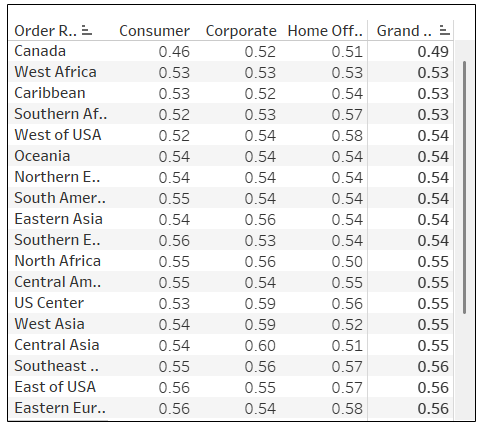 Order R.. Consumer Corporate Home Off.. Grand ..
Canada 0.46 0.52 0.51 0.49
West Africa 0.53 0.53 0.53 0.53
Caribbean 0.53 0.52 0.54 0.53
Southern Af.. 0.52 0.53 0.57 0.53
West of USA 0.52 0.54 0.58 0.54
Oceania 0.54 0.54 0.54 0.54
Northern E.. 0.54 0.54 0.54 0.54
South Amer.. 0.55 0.54 0.54 0.54
Eastern Asia 0.54 0.56 0.54 0.54
Southern E.. 0.56 0.53 0.54 0.54
North Africa 0.55 0.56 0.50 0.55
Central Am.. 0.55 0.54 0.55 0.55
US Center 0.53 0.59 0.56 0.55
West Asia 0.54 0.59 0.52 0.55
Central Asia 0.54 0.60 0.51 0.55
Southeast .. 0.55 0.56 0.57 0.56
East of USA 0.56 0.55 0.57 0.56
Eastern Eur.. 0.56 0.54 0.58 0.56